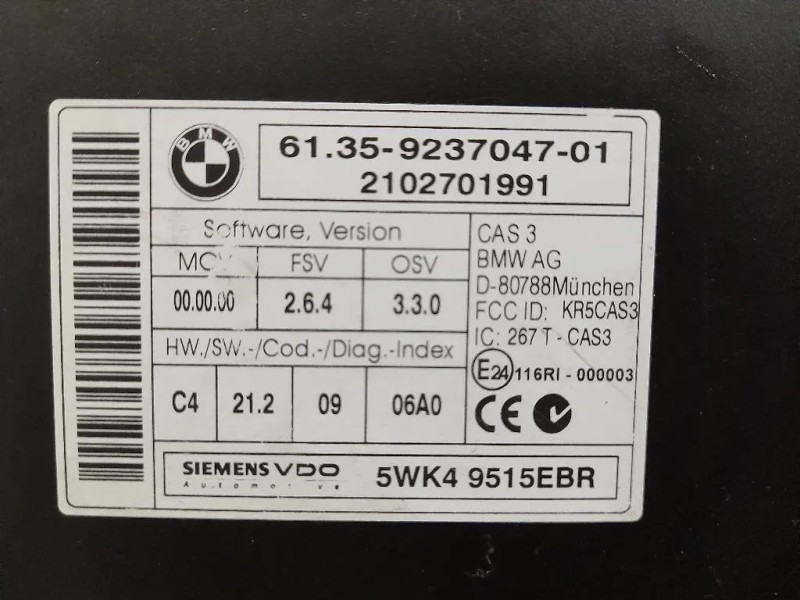 BMW
61.35-9237047-01
2102701991
Software, Version
FSV OSV
00.00.00 2.6.4 3.3.0
HW./SW.-/Cod.-/Diag.-Index
C4 21.2 09 06A0
CAS 3
BMW AG
D-80788München
FCC ID: KR5CAS3
IC: 267T - CAS3
E24 116RI - 000003
CE
SIEMENS VDO
Automotive
5WK4 9515EBR